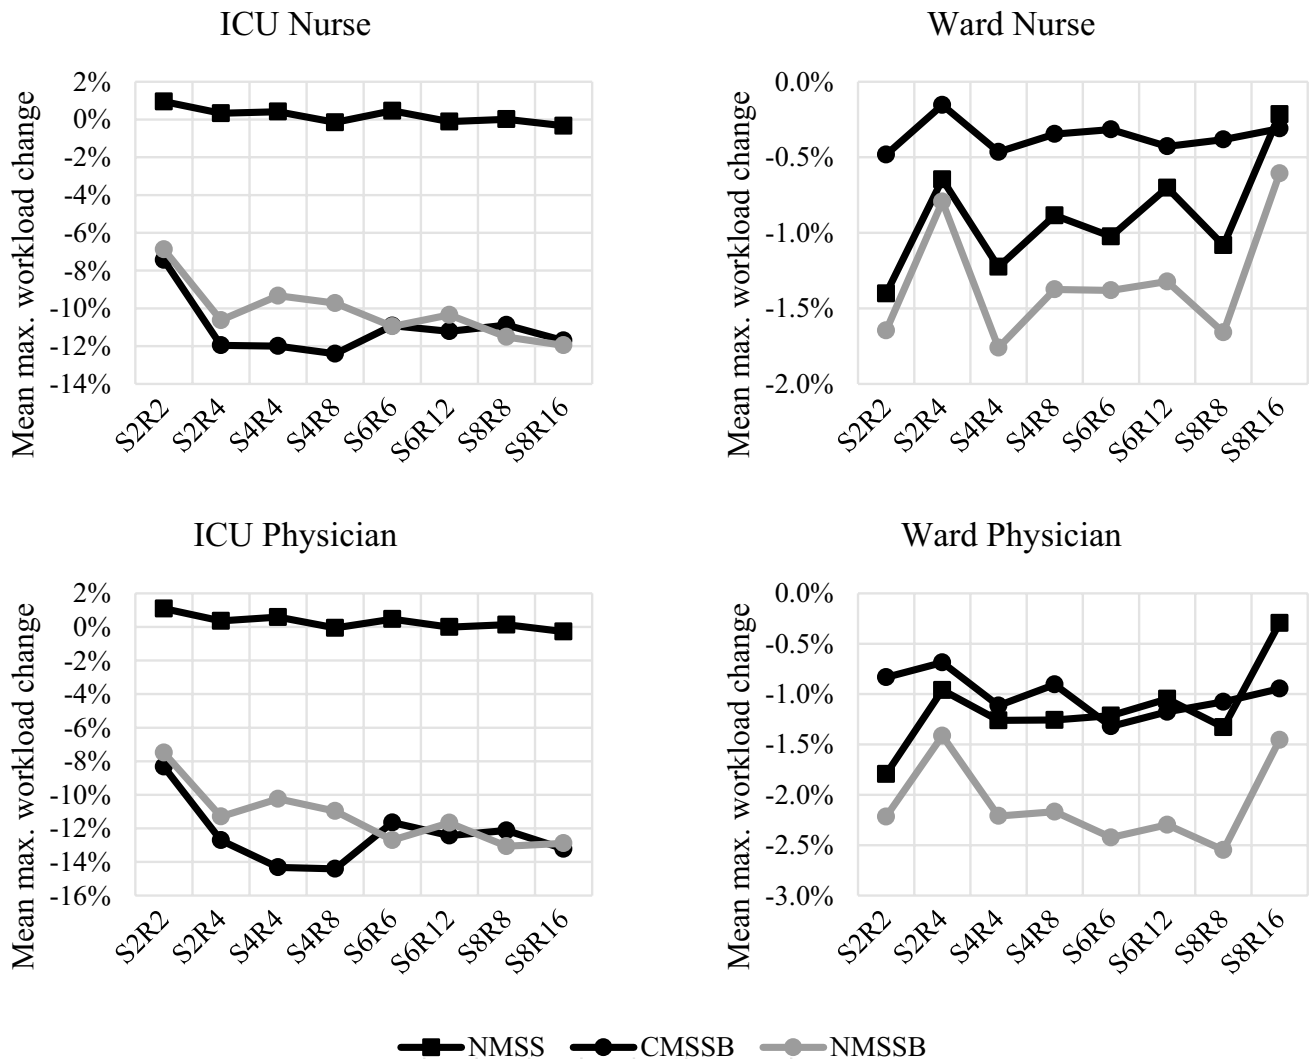 ICU Nurse
Mean max. workload change
2%
0%
-2%
-4%
-6%
-8%
-10%
-12%
-14%
S2R2
S2R4
S4R4
S4R8
S6R6
S6R12
S8R8
S8R16
Ward Nurse
Mean max. workload change
0.0%
-0.5%
-1.0%
-1.5%
-2.0%
S2R2
S2R4
S4R4
S4R8
S6R6
S6R12
S8R8
S8R16
ICU Physician
Mean max. workload change
2%
0%
-2%
-4%
-6%
-8%
-10%
-12%
-14%
-16%
S2R2
S2R4
S4R4
S4R8
S6R6
S6R12
S8R8
S8R16
Ward Physician
Mean max. workload change
0.0%
-0.5%
-1.0%
-1.5%
-2.0%
-2.5%
-3.0%
S2R2
S2R4
S4R4
S4R8
S6R6
S6R12
S8R8
S8R16
NMSS CMSSB NMSSB